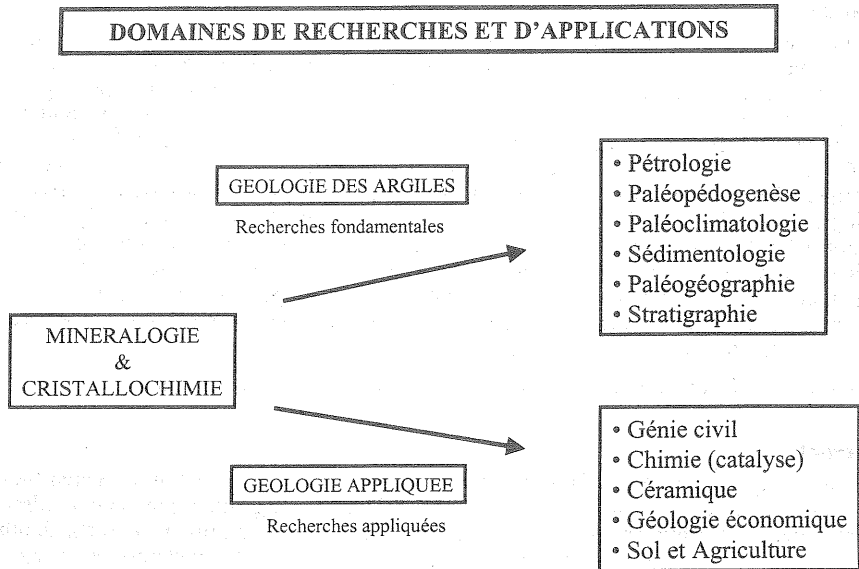 DOMAINES DE RECHERCHES ET D'APPLICATIONS
GEOLOGIE DES ARGILES
Recherches fondamentales
• Pétrologie
• Paléopédogenèse
• Paléoclimatologie
• Sédimentologie
• Paléogéographie
• Stratigraphie
MINERALOGIE
&
CRISTALLOCHIMIE
GEOLOGIE APPLIQUEE
Recherches appliquées
• Génie civil
• Chimie (catalyse)
• Céramique
• Géologie économique
• Sol et Agriculture